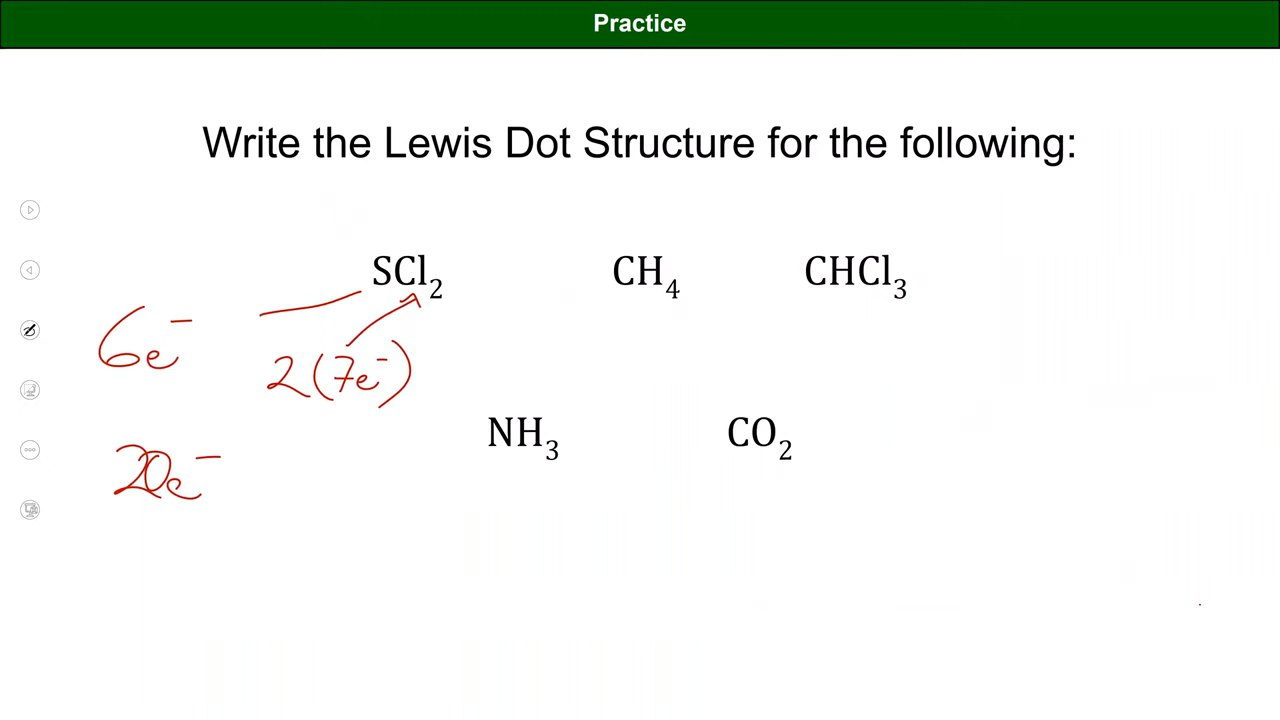 Practice
Write the Lewis Dot Structure for the following:
SCl₂ CH₄ CHCl₃
6e⁻ 2(7e⁻)
NH₃ CO₂
20e⁻